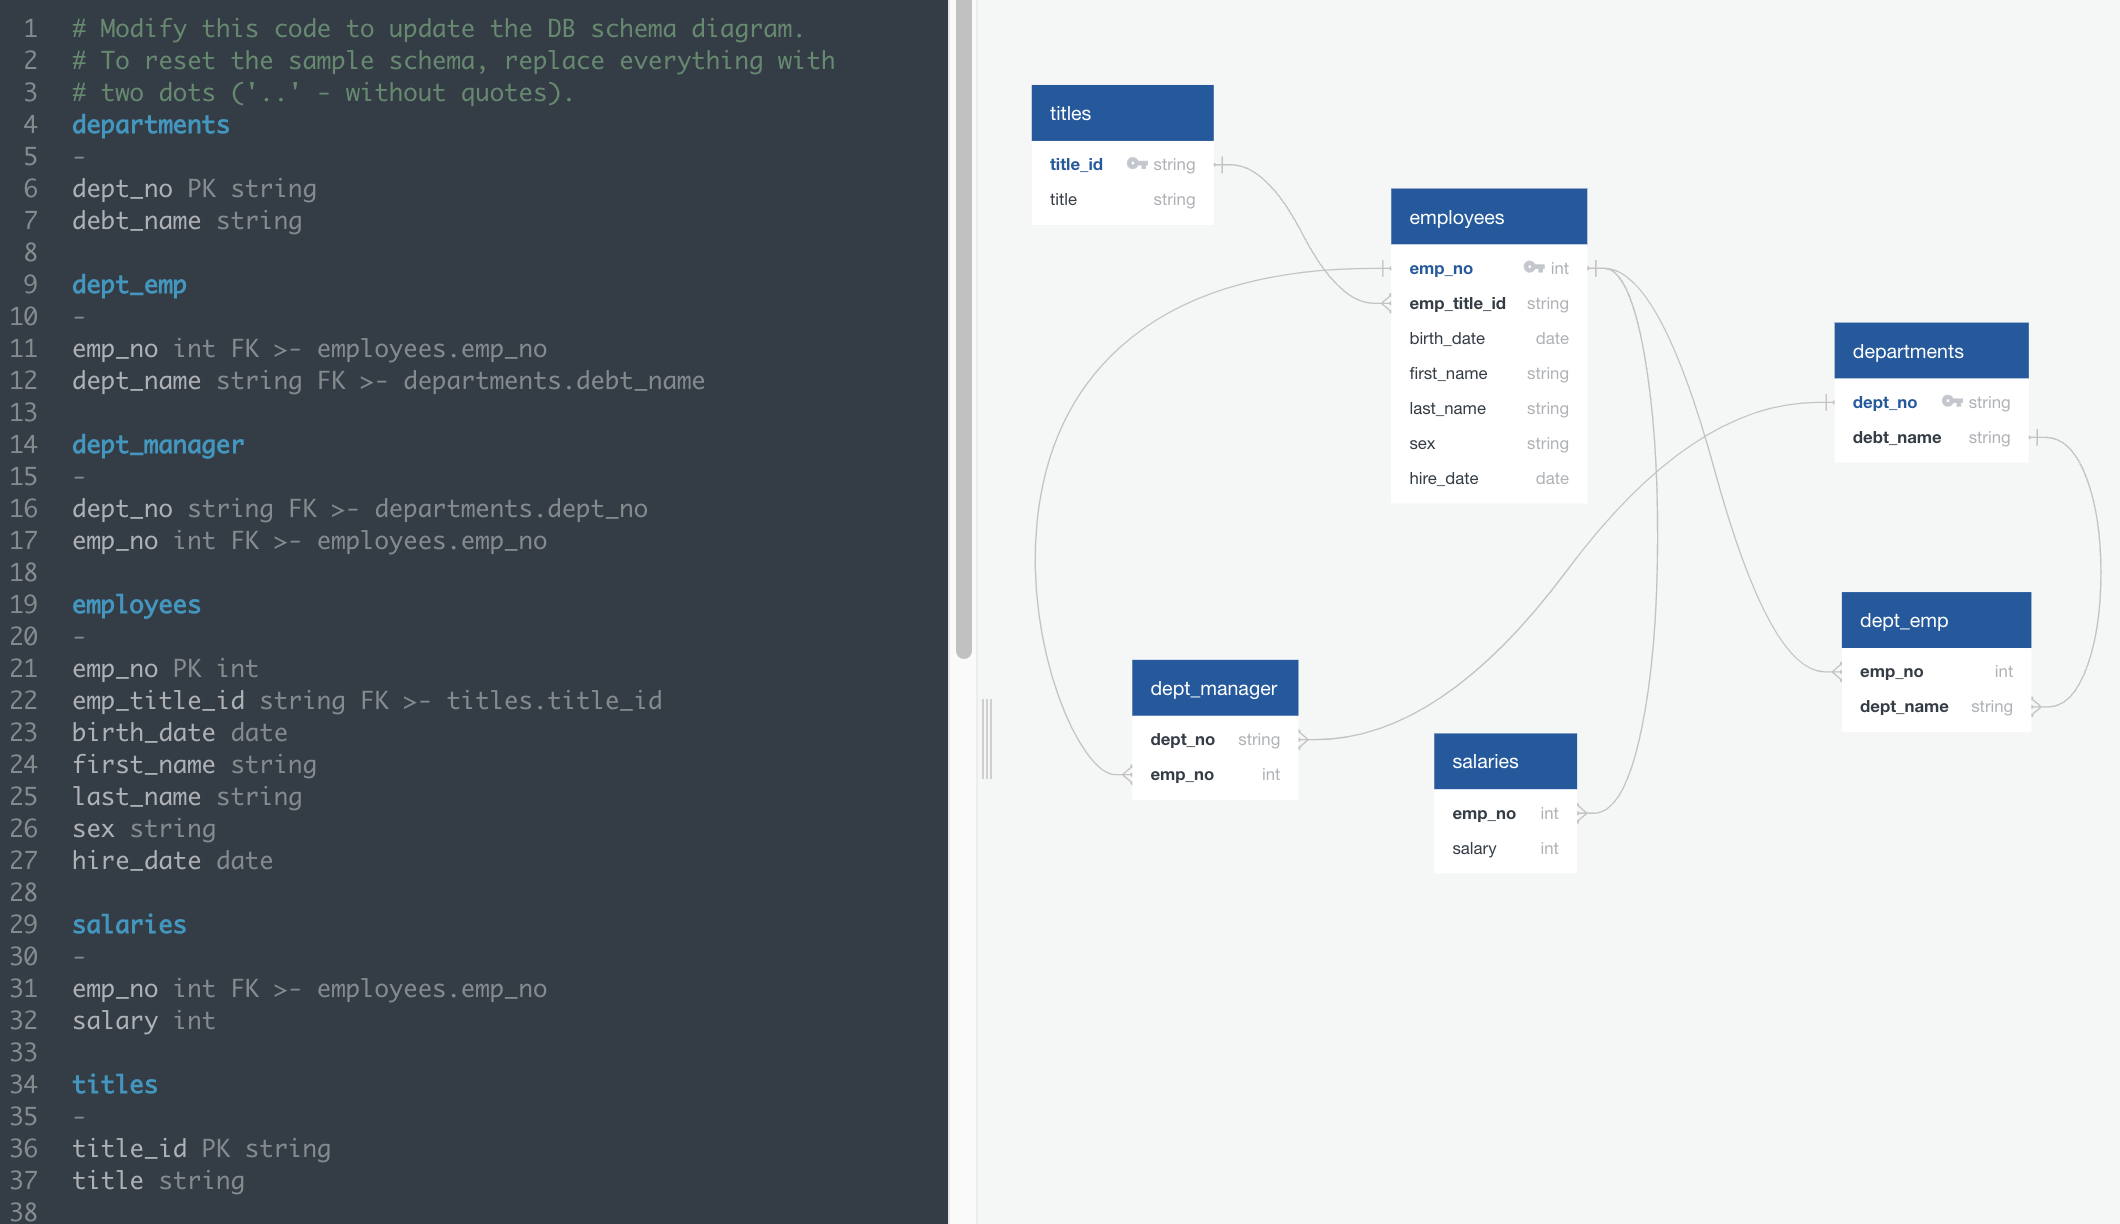 1 # Modify this code to update the DB schema diagram.
2 # To reset the sample schema, replace everything with
3 # two dots ('..' - without quotes).
4 departments
5 -
6 dept_no PK string
7 debt_name string
8
9 dept_emp
10 -
11 emp_no int FK >- employees.emp_no
12 dept_name string FK >- departments.debt_name
13
14 dept_manager
15 -
16 dept_no string FK >- departments.dept_no
17 emp_no int FK >- employees.emp_no
18
19 employees
20 -
21 emp_no PK int
22 emp_title_id string FK >- titles.title_id
23 birth_date date
24 first_name string
25 last_name string
26 sex string
27 hire_date date
28
29 salaries
30 -
31 emp_no int FK >- employees.emp_no
32 salary int
33
34 titles
35 -
36 title_id PK string
37 title string
38
titles
title_id string
title string
employees
emp_no int
emp_title_id string
birth_date date
first_name string
last_name string
sex string
hire_date date
departments
dept_no string
debt_name string
dept_emp
emp_no int
dept_name string
dept_manager
dept_no string
emp_no int
salaries
emp_no int
salary int